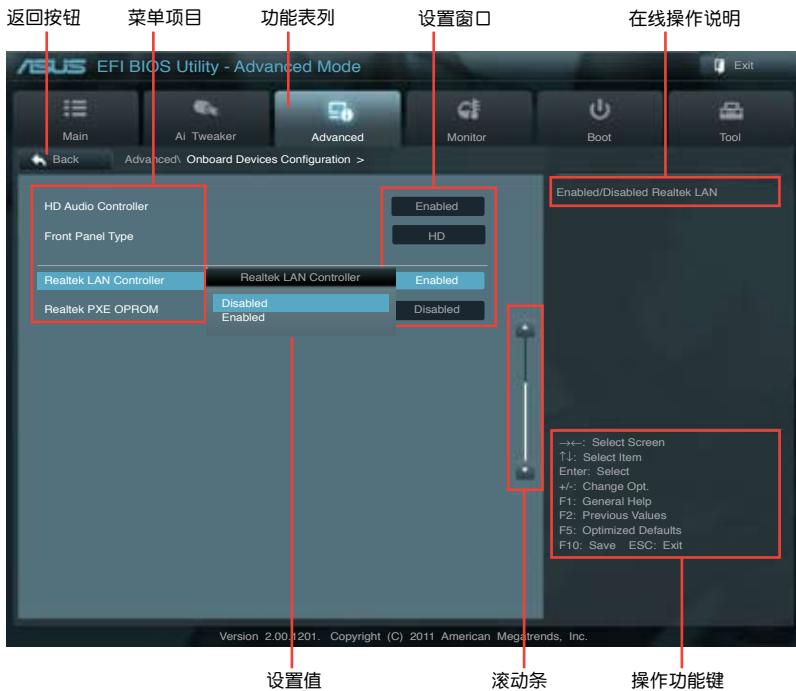 返回按钮 菜单项目 功能表列 设置窗口 在线操作说明
ASUS EFI BIOS Utility - Advanced Mode Exit
Main Ai Tweaker Advanced Monitor Boot Tool
Back Advanced\ Onboard Devices Configuration >
Enabled/Disabled Realtek LAN
HD Audio Controller Enabled
Front Panel Type HD
Realtek LAN Controller Realtek LAN Controller Enabled
Realtek PXE OPROM Disabled
Disabled
Enabled
→←: Select Screen
↑↓: Select Item
Enter: Select
+/-: Change Opt.
F1: General Help
F2: Previous Values
F5: Optimized Defaults
F10: Save ESC: Exit
Version 2.00.1201. Copyright (C) 2011 American Megatrends, Inc.
设置值 滚动条 操作功能键